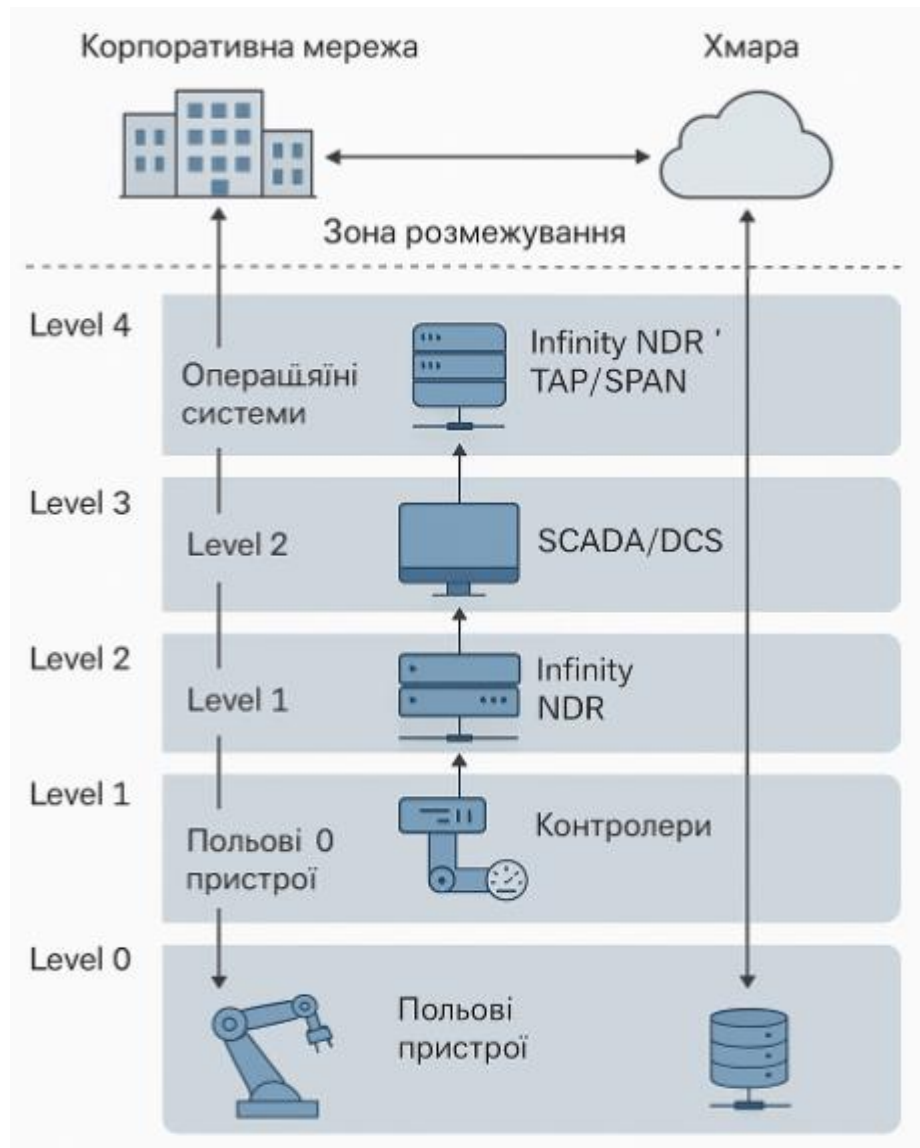 Корпоративна мережа
Хмара
Зона розмежування
Level 4
Infinity NDR '
TAP/SPAN
системи
Level 3
Level 2
SCADA/DCS
Level 2
Level 1
Infinity
NDR
Level 1
Польові 0
пристрої
Контролери
Level 0
Польові
пристрої